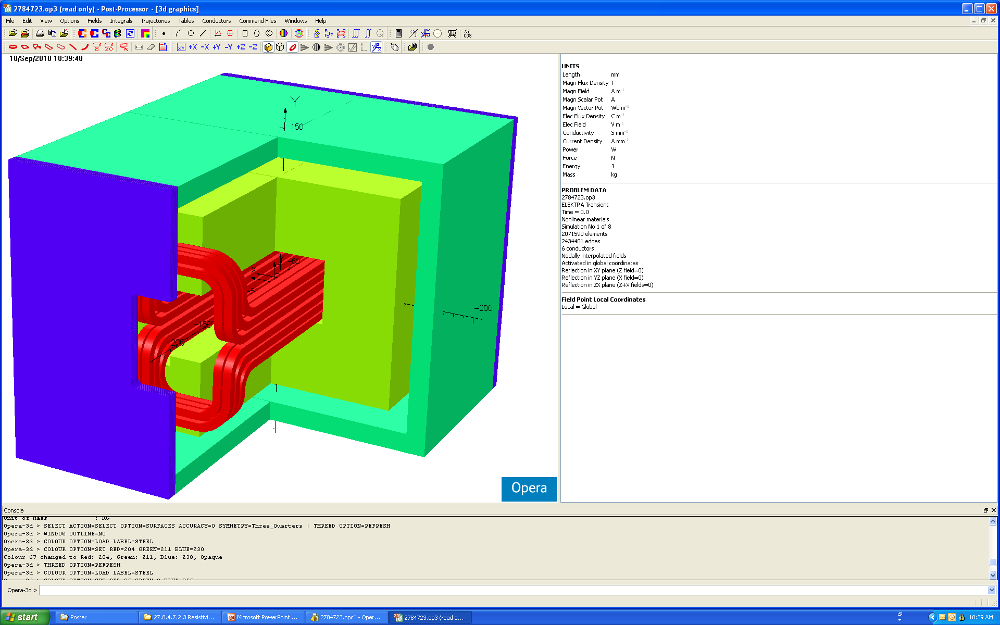 2784723.op3 (read only) - Post-Processor - [3d graphics]
File Edit View Options Fields Integrals Trajectories Tables Conductors Command Files Windows Help
+X -X +Y -Y +Z -Z
10/Sep/2010 10:39:48
Y
150
X
Y
-50
50
-150
-200
-200
Opera
UNITS
Length mm
Magn Flux Density T
Magn Field A m-1
Magn Scalar Pot A
Magn Vector Pot Wb m-1
Elec Flux Density C m-2
Elec Field V m-1
Conductivity S mm-1
Current Density A mm-2
Power W
Force N
Energy J
Mass kg
PROBLEM DATA
2784723.op3
ELEKTRA Transient
Time = 0.0
Nonlinear materials
Simulation No 1 of 8
2071590 elements
2434401 edges
6 conductors
Nodally interpolated fields
Activated in global coordinates
Reflection in XY plane (Z field=0)
Reflection in YZ plane (X field=0)
Reflection in ZX plane (Z+X fields=0)
Field Point Local Coordinates
Local = Global
Console
Unit of Mass : KG
Opera-3d > SELECT ACTION=SELECT OPTION=SURFACES ACCURACY=0 SYMMETRY=Three_Quarters | THREED OPTION=REFRESH
Opera-3d > WINDOW OUTLINE=NO
Opera-3d > COLOUR OPTION=LOAD LABEL=STEEL
Opera-3d > COLOUR OPTION=SET RED=204 GREEN=211 BLUE=230
Colour 67 changed to Red: 204, Green: 211, Blue: 230, Opaque
Opera-3d > THREED OPTION=REFRESH
Opera-3d > COLOUR OPTION=LOAD LABEL=STEEL
Opera-3d >
start Poster 27.8.4.7.2.3 Resistivi... Microsoft PowerPoint ... 2784723.opc* - Oper... 2784723.op3 (read o... 10:39 AM